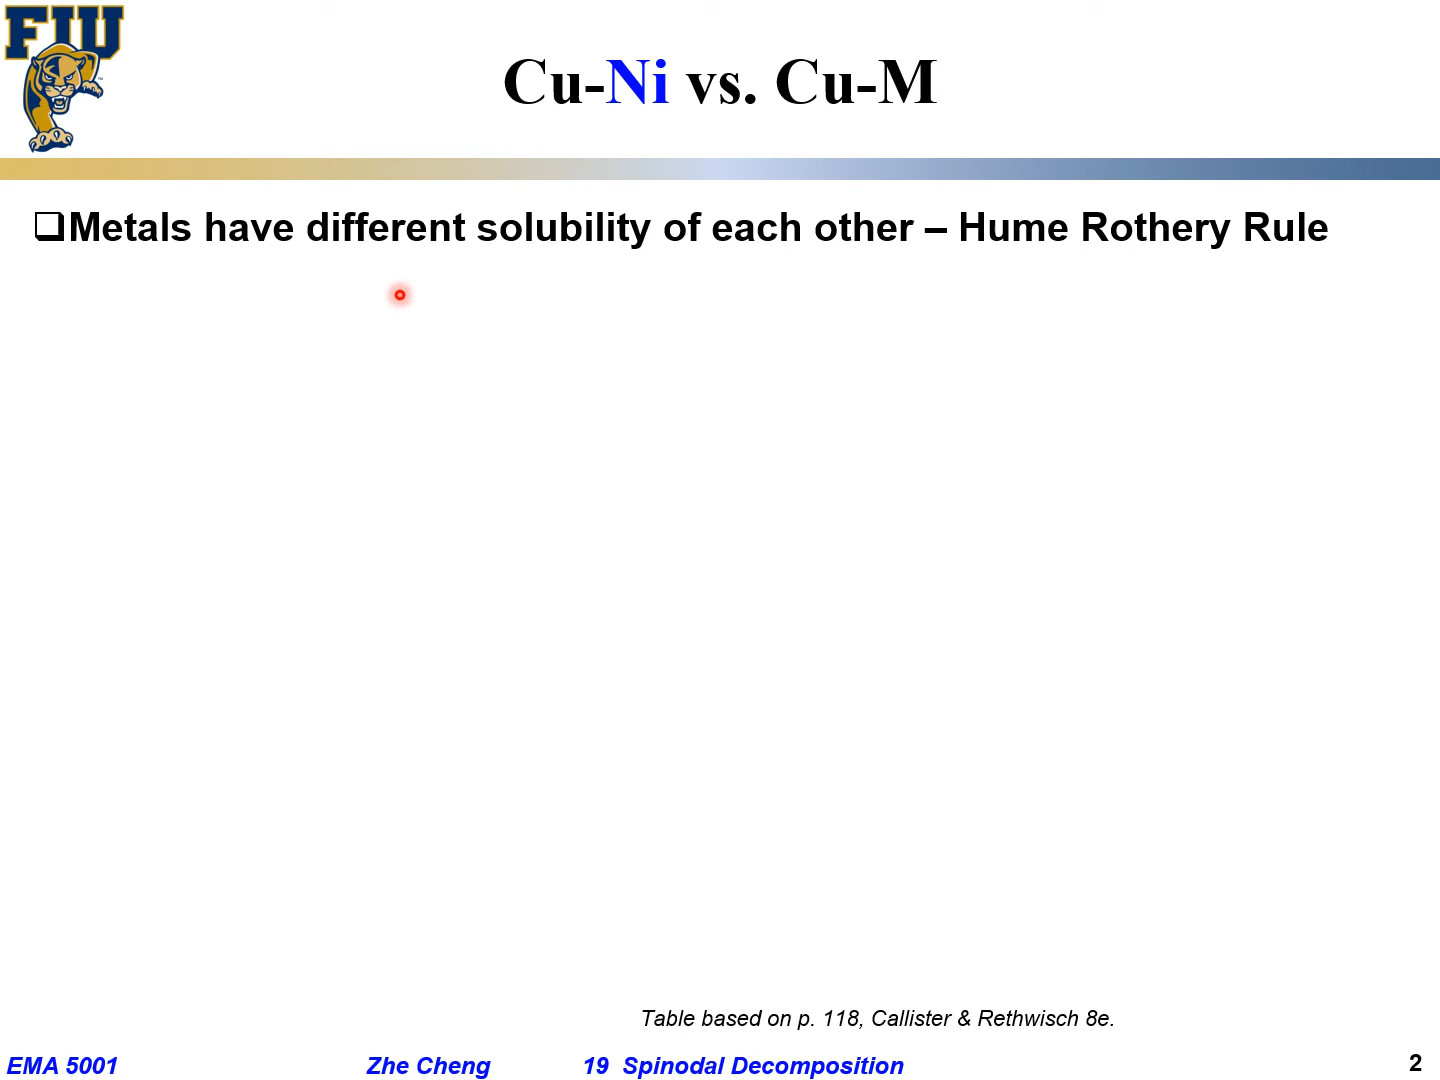 FIU
Cu-Ni vs. Cu-M
Metals have different solubility of each other – Hume Rothery Rule
Table based on p. 118, Callister & Rethwisch 8e.
EMA 5001 Zhe Cheng 19 Spinodal Decomposition 2